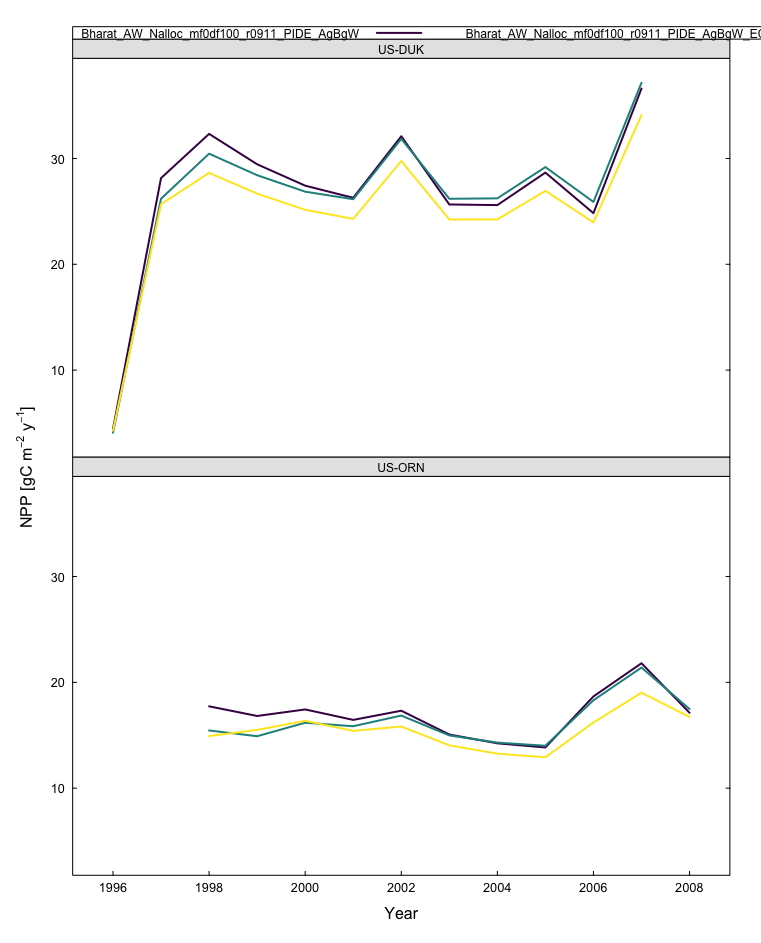 Bharat_AW_Nalloc_mf0df100_r0911_PIDE_AgBgW Bharat_AW_Nalloc_mf0df100_r0911_PIDE_AgBgW_EC
US-DUK
30
20
10
NPP [gC m⁻² y⁻¹]
US-ORN
30
20
10
1996 1998 2000 2002 2004 2006 2008
Year